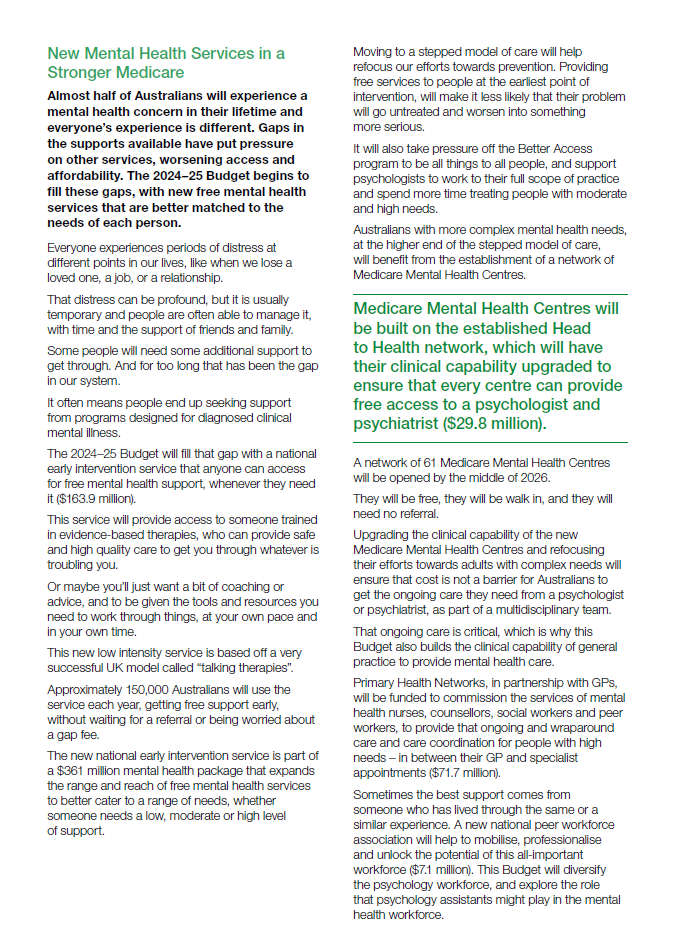 New Mental Health Services in a
Stronger Medicare
Almost half of Australians will experience a
mental health concern in their lifetime and
everyone’s experience is different. Gaps in
the supports available have put pressure
on other services, worsening access and
affordability. The 2024–25 Budget begins to
fill these gaps, with new free mental health
services that are better matched to the
needs of each person.
Everyone experiences periods of distress at
different points in our lives, like when we lose a
loved one, a job, or a relationship.
That distress can be profound, but it is usually
temporary and people are often able to manage it,
with time and the support of friends and family.
Some people will need some additional support to
get through. And for too long that has been the gap
in our system.
It often means people end up seeking support
from programs designed for diagnosed clinical
mental illness.
The 2024–25 Budget will fill that gap with a national
early intervention service that anyone can access
for free mental health support, whenever they need
it ($163.9 million).
This service will provide access to someone trained
in evidence-based therapies, who can provide safe
and high quality care to get you through whatever is
troubling you.
Or maybe you’ll just want a bit of coaching or
advice, and to be given the tools and resources you
need to work through things, at your own pace and
in your own time.
This new low intensity service is based off a very
successful UK model called “talking therapies”.
Approximately 150,000 Australians will use the
service each year, getting free support early,
without waiting for a referral or being worried about
a gap fee.
The new national early intervention service is part of
a $361 million mental health package that expands
the range and reach of free mental health services
to better cater to a range of needs, whether
someone needs a low, moderate or high level
of support.
Moving to a stepped model of care will help
refocus our efforts towards prevention. Providing
free services to people at the earliest point of
intervention, will make it less likely that their problem
will go untreated and worsen into something
more serious.
It will also take pressure off the Better Access
program to be all things to all people, and support
psychologists to work to their full scope of practice
and spend more time treating people with moderate
and high needs.
Australians with more complex mental health needs,
at the higher end of the stepped model of care,
will benefit from the establishment of a network of
Medicare Mental Health Centres.
Medicare Mental Health Centres will
be built on the established Head
to Health network, which will have
their clinical capability upgraded to
ensure that every centre can provide
free access to a psychologist and
psychiatrist ($29.8 million).
A network of 61 Medicare Mental Health Centres
will be opened by the middle of 2026.
They will be free, they will be walk in, and they will
need no referral.
Upgrading the clinical capability of the new
Medicare Mental Health Centres and refocusing
their efforts towards adults with complex needs will
ensure that cost is not a barrier for Australians to
get the ongoing care they need from a psychologist
or psychiatrist, as part of a multidisciplinary team.
That ongoing care is critical, which is why this
Budget also builds the clinical capability of general
practice to provide mental health care.
Primary Health Networks, in partnership with GPs,
will be funded to commission the services of mental
health nurses, counsellors, social workers and peer
workers, to provide that ongoing and wraparound
care and care coordination for people with high
needs – in between their GP and specialist
appointments ($71.7 million).
Sometimes the best support comes from
someone who has lived through the same or a
similar experience. A new national peer workforce
association will help to mobilise, professionalise
and unlock the potential of this all-important
workforce ($7.1 million). This Budget will diversify
the psychology workforce, and explore the role
that psychology assistants might play in the mental
health workforce.